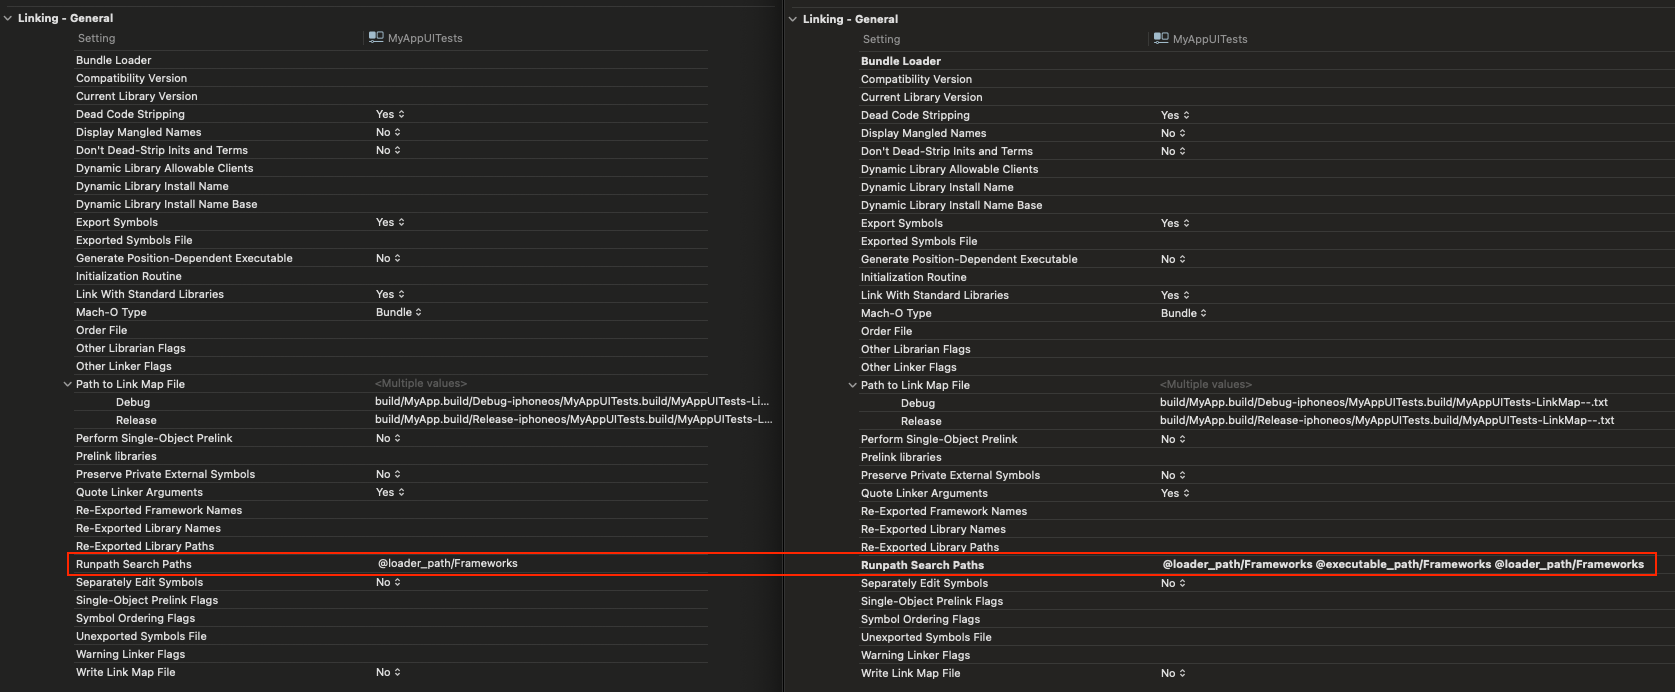 Linking - General
Setting
MyAppUITests
Bundle Loader
Compatibility Version
Current Library Version
Dead Code Stripping Yes
Display Mangled Names No
Don't Dead-Strip Inits and Terms No
Dynamic Library Allowable Clients
Dynamic Library Install Name
Dynamic Library Install Name Base
Export Symbols Yes
Exported Symbols File
Generate Position-Dependent Executable No
Initialization Routine
Link With Standard Libraries Yes
Mach-O Type Bundle
Order File
Other Librarian Flags
Other Linker Flags
Path to Link Map File <Multiple values>
Debug build/MyApp.build/Debug-iphoneos/MyAppUITests.build/MyAppUITests-Li...
Release build/MyApp.build/Release-iphoneos/MyAppUITests.build/MyAppUITests-L...
Perform Single-Object Prelink No
Prelink libraries
Preserve Private External Symbols No
Quote Linker Arguments Yes
Re-Exported Framework Names
Re-Exported Library Names
Re-Exported Library Paths
Runpath Search Paths @loader_path/Frameworks
Separately Edit Symbols No
Single-Object Prelink Flags
Symbol Ordering Flags
Unexported Symbols File
Warning Linker Flags
Write Link Map File No
Linking - General
Setting
MyAppUITests
Bundle Loader
Compatibility Version
Current Library Version
Dead Code Stripping Yes
Display Mangled Names No
Don't Dead-Strip Inits and Terms No
Dynamic Library Allowable Clients
Dynamic Library Install Name
Dynamic Library Install Name Base
Export Symbols Yes
Exported Symbols File
Generate Position-Dependent Executable No
Initialization Routine
Link With Standard Libraries Yes
Mach-O Type Bundle
Order File
Other Librarian Flags
Other Linker Flags
Path to Link Map File <Multiple values>
Debug build/MyApp.build/Debug-iphoneos/MyAppUITests.build/MyAppUITests-LinkMap--.txt
Release build/MyApp.build/Release-iphoneos/MyAppUITests.build/MyAppUITests-LinkMap--.txt
Perform Single-Object Prelink No
Prelink libraries
Preserve Private External Symbols No
Quote Linker Arguments Yes
Re-Exported Framework Names
Re-Exported Library Names
Re-Exported Library Paths
Runpath Search Paths @loader_path/Frameworks @executable_path/Frameworks @loader_path/Frameworks
Separately Edit Symbols No
Single-Object Prelink Flags
Symbol Ordering Flags
Unexported Symbols File
Warning Linker Flags
Write Link Map File No